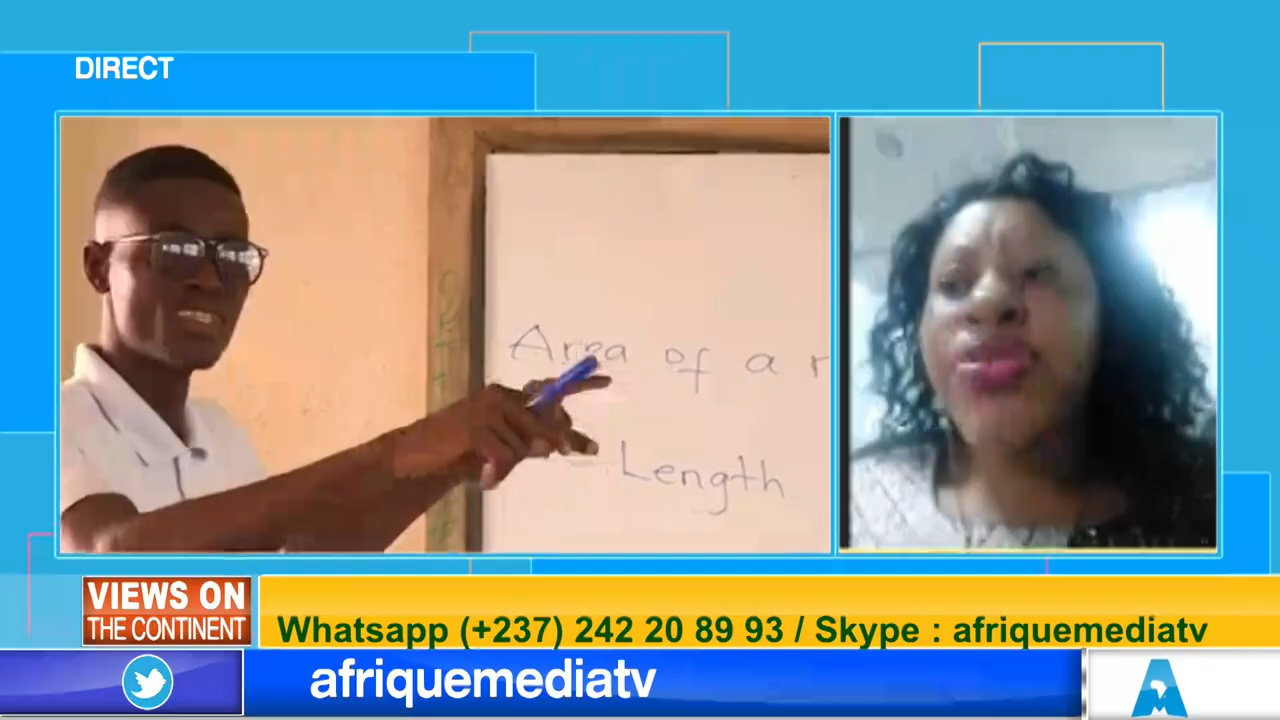 DIRECT
Area of a r
Length
VIEWS ON
THE CONTINENT
Whatsapp (+237) 242 20 89 93 / Skype : afriquemediatv
afriquemediatv